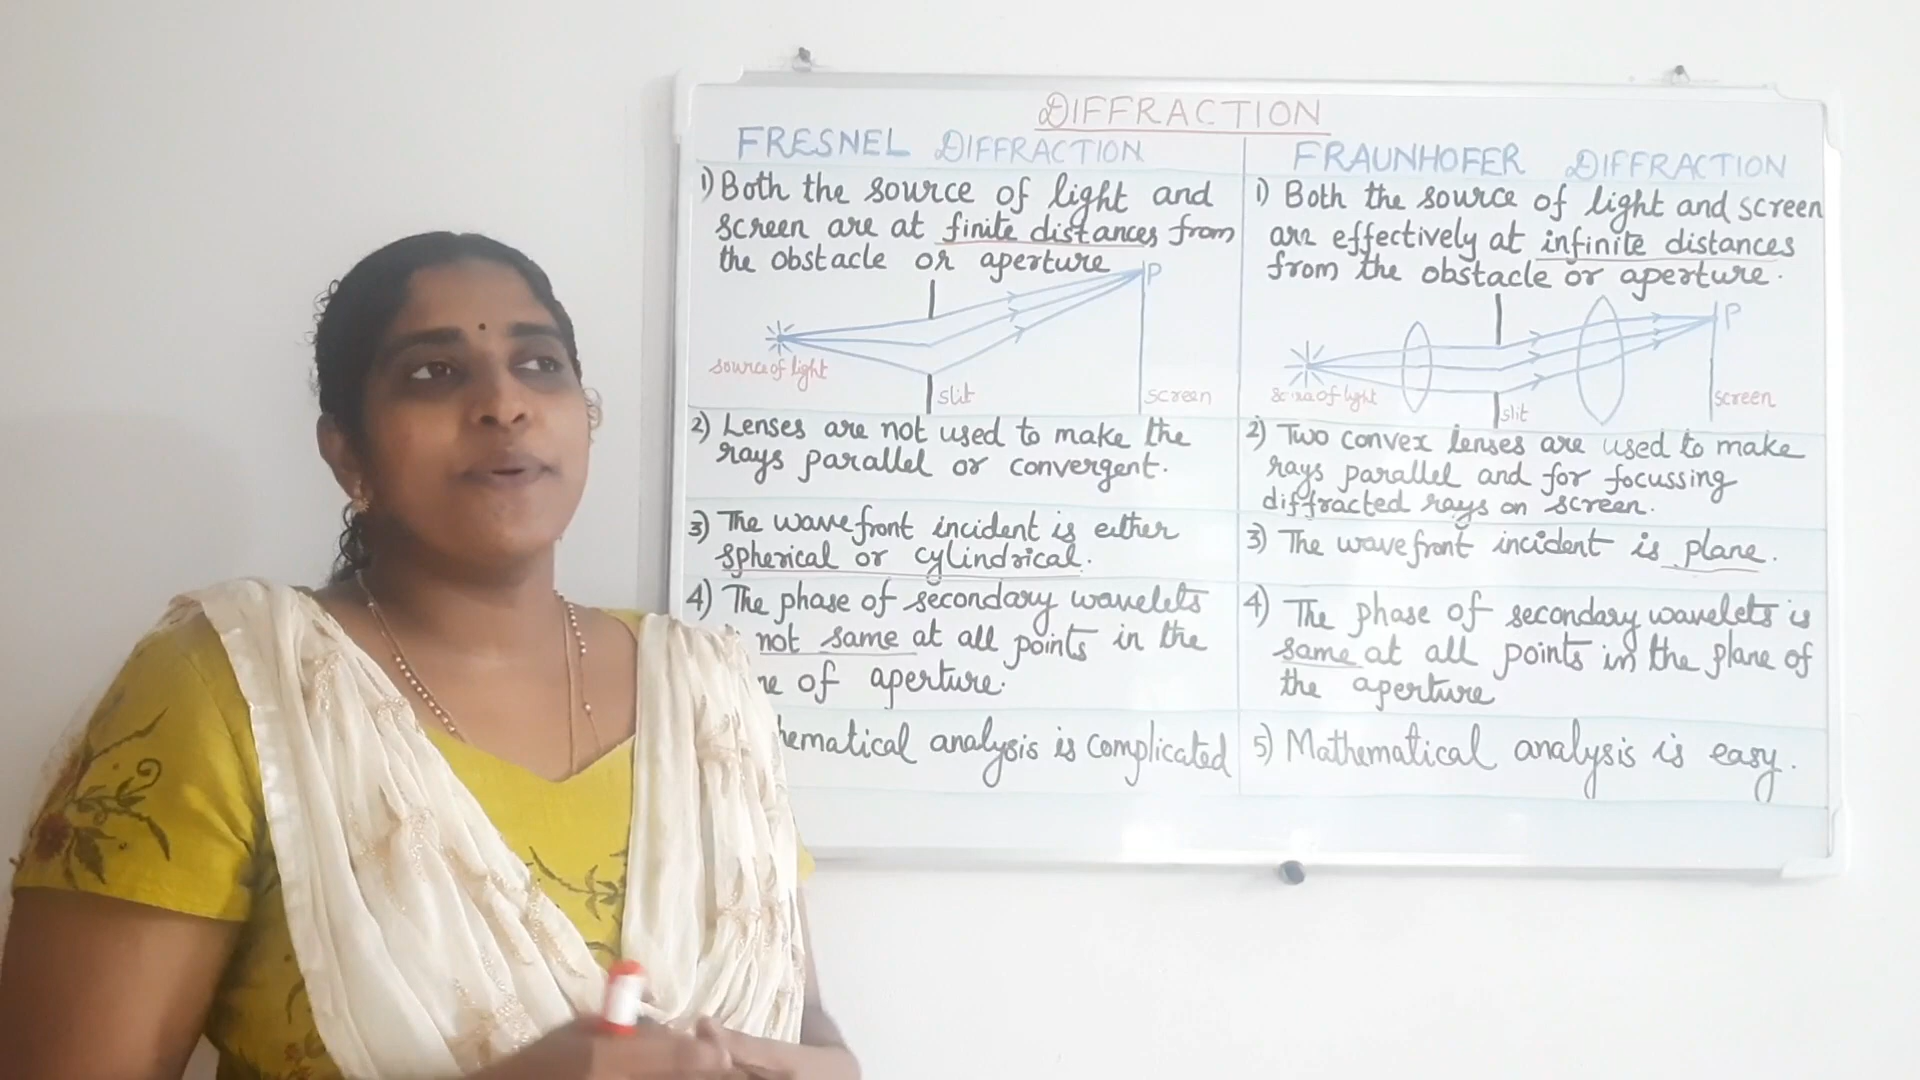 DIFFRACTION
FRESNEL DIFFRACTION
1) Both the source of light and
screen are at finite distances from
the obstacle or aperture
P
source of light
slit
screen
2) Lenses are not used to make the
rays parallel or convergent.
3) The wavefront incident is either
spherical or cylindrical.
4) The phase of secondary wavelets
not same at all points in the
of aperture.
analysis is complicated
FRAUNHOFER DIFFRACTION
1) Both the source of light and screen
are effectively at infinite distances
from the obstacle or aperture.
P
of light
slit
screen
2) Two convex lenses are used to make
rays parallel and for focussing
diffracted rays on screen.
3) The wavefront incident is plane.
4) The phase of secondary wavelets is
same at all points in the plane of
the aperture
5) Mathematical analysis is easy.